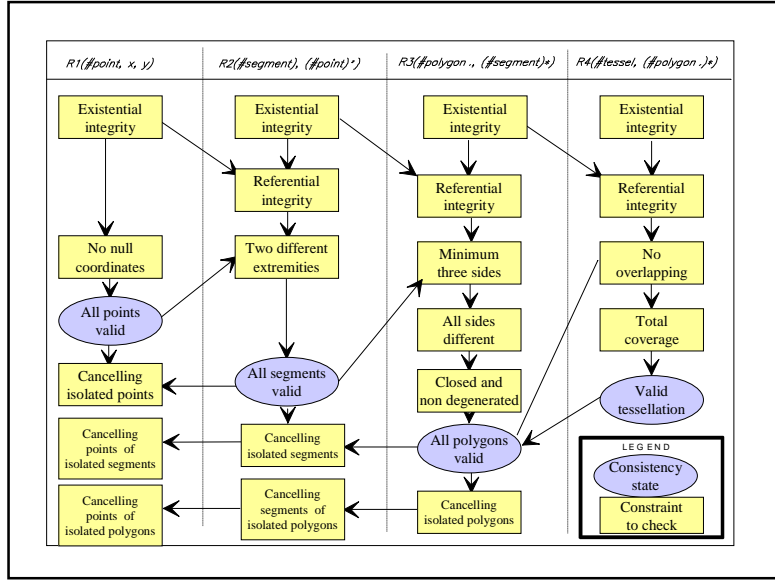 R1(#point, x, y)
R2(#segment), (#point)*)
R3(#polygon ., (#segment)*)
R4(#tessel, (#polygon .)*)
Existential
integrity
Existential
integrity
Existential
integrity
Existential
integrity
Referential
integrity
Referential
integrity
Referential
integrity
No null
coordinates
Two different
extremities
Minimum
three sides
No
overlapping
All points
valid
All sides
different
Total
coverage
Cancelling
isolated points
All segments
valid
Closed and
non degenerated
Valid
tessellation
Cancelling
points of
isolated segments
Cancelling
isolated segments
All polygons
valid
LEGEND
Consistency
state
Constraint
to check
Cancelling
points of
isolated polygons
Cancelling
segments of
isolated polygons
Cancelling
isolated polygons